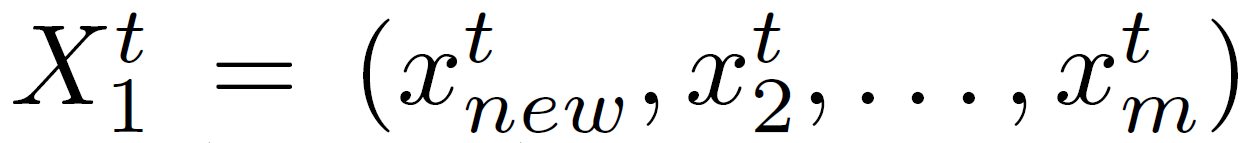 X_1^t = (x_{new}^t, x_2^t, ..., x_m^t)